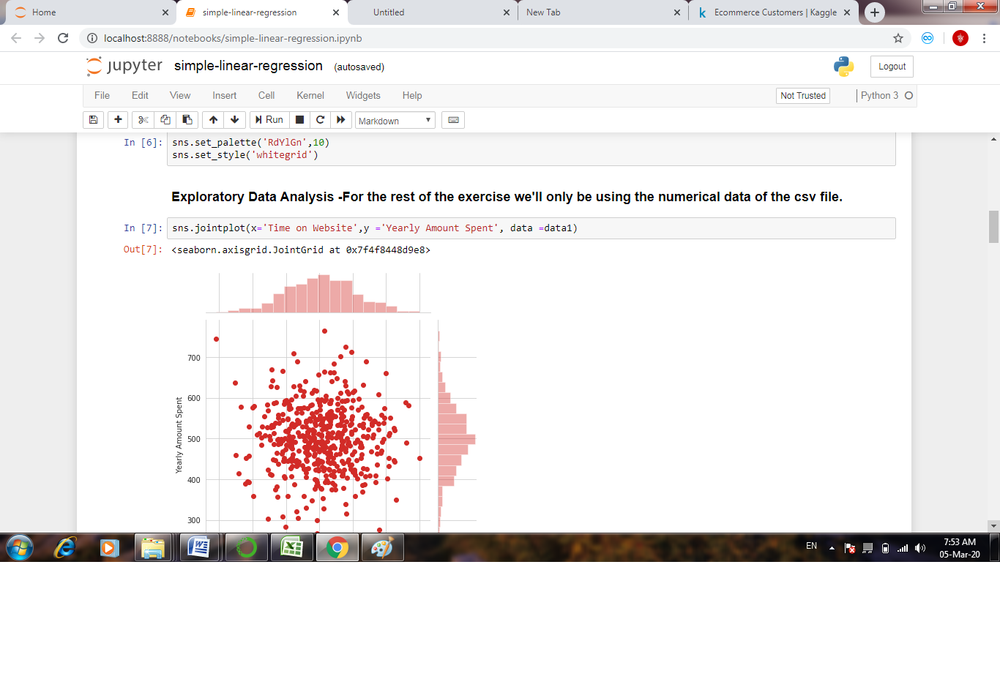 Home
simple-linear-regression
Untitled
New Tab
Ecommerce Customers | Kaggle
localhost:8888/notebooks/simple-linear-regression.ipynb
jupyter simple-linear-regression (autosaved)
Logout
File Edit View Insert Cell Kernel Widgets Help
Not Trusted
Python 3
Run
Markdown
In [6]: sns.set_palette('RdYlGn',10)
sns.set_style('whitegrid')
Exploratory Data Analysis -For the rest of the exercise we'll only be using the numerical data of the csv file.
In [7]: sns.jointplot(x='Time on Website',y ='Yearly Amount Spent', data =data1)
Out[7]: <seaborn.axisgrid.JointGrid at 0x7f4f8448d9e8>
700
600
500
400
300
Yearly Amount Spent
EN
7:53 AM
05-Mar-20